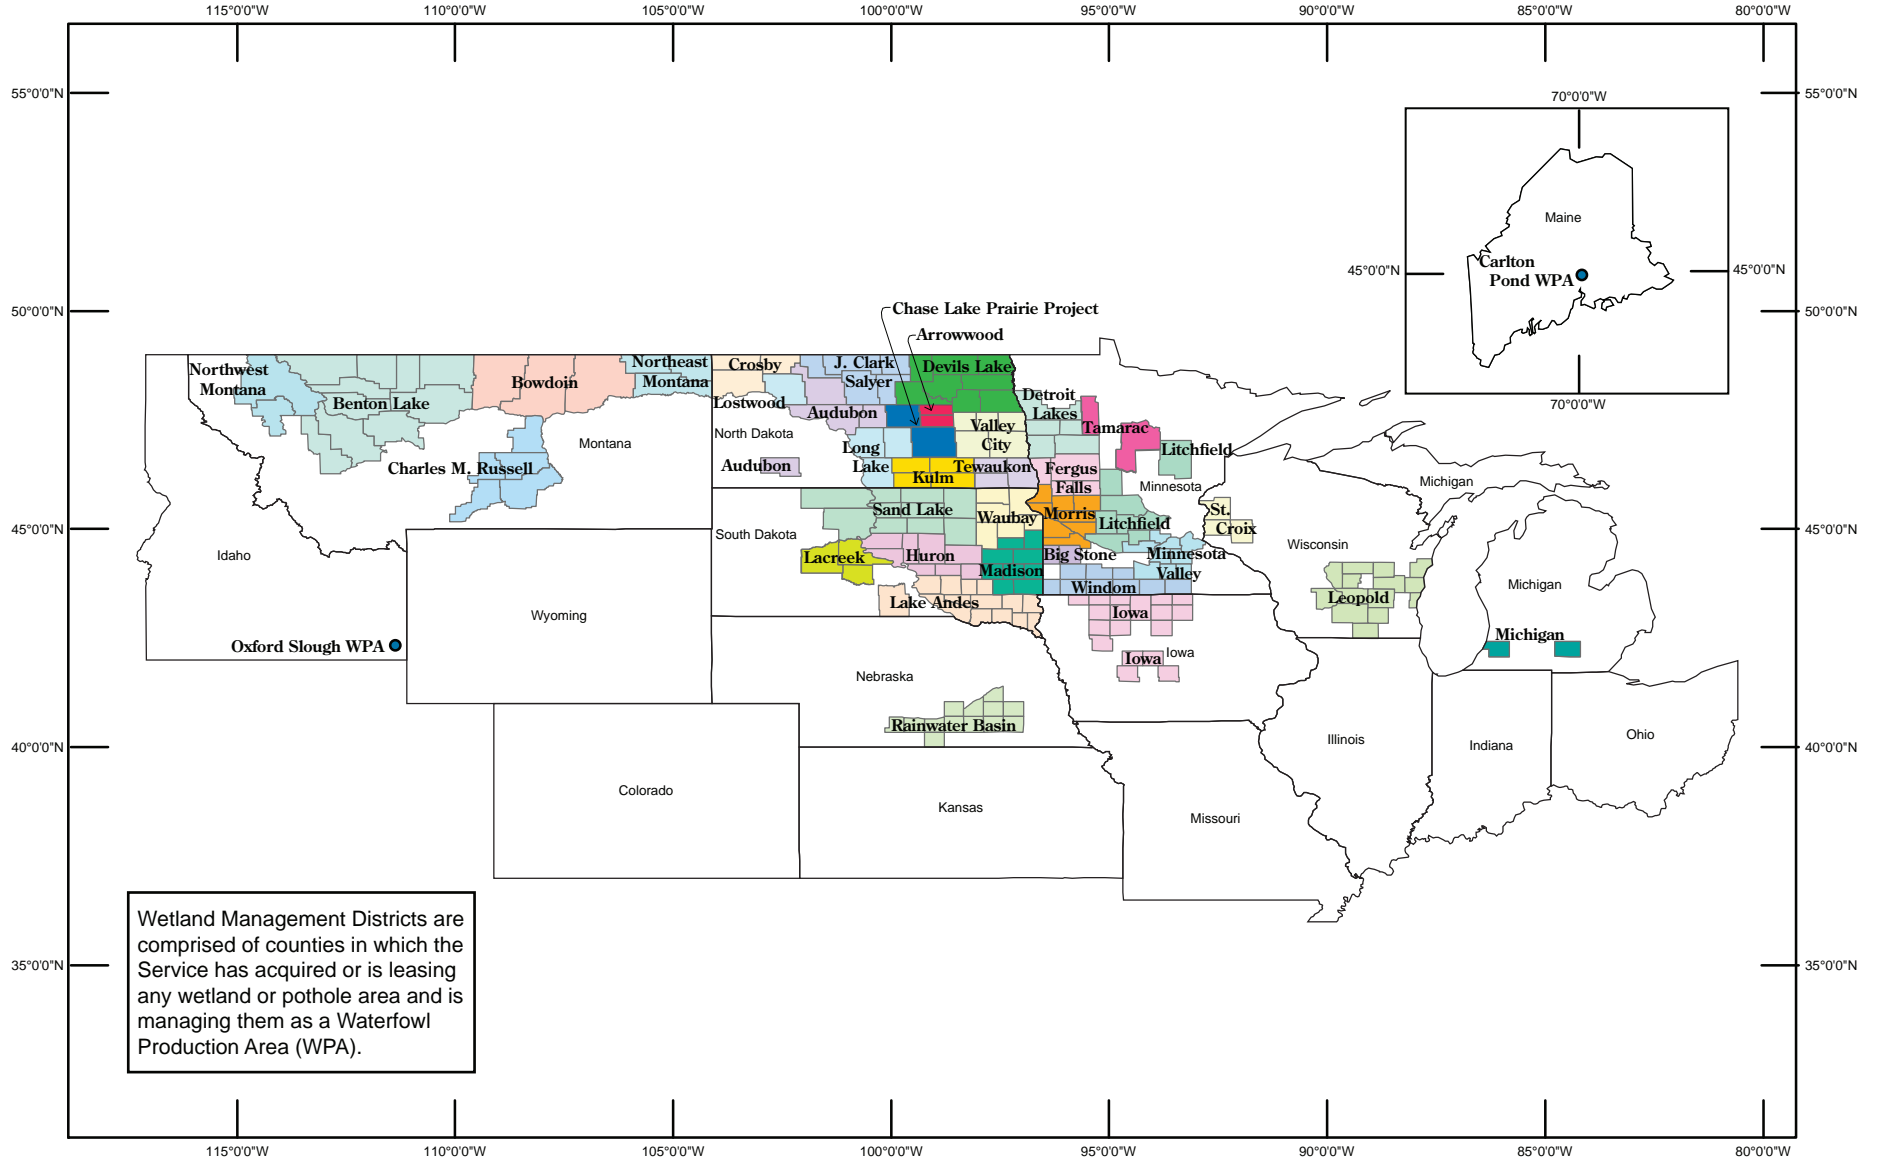 115°0'0"W
110°0'0"W
105°0'0"W
100°0'0"W
95°0'0"W
90°0'0"W
85°0'0"W
80°0'0"W
55°0'0"N
55°0'0"N
70°0'0"W
Maine
Carlton
Pond WPA
45°0'0"N
45°0'0"N
70°0'0"W
50°0'0"N
50°0'0"N
Chase Lake Prairie Project
Arrowwood
Northwest
Montana
Benton Lake
Bowdoin
Northeast
Montana
Charles M. Russell
Montana
Crosby
J. Clark
Salyer
Devils Lake
Lostwood
Audubon
North Dakota
Audubon
Long
Lake
Valley
City
Kulm
Tewaukon
Detroit
Lakes
Tamarac
Litchfield
Fergus
Falls
Minnesota
Morris
Litchfield
Big Stone
Minnesota
Valley
Windom
St.
Croix
Wisconsin
Michigan
Sand Lake
Waubay
South Dakota
Lacreek
Huron
Madison
Lake Andes
45°0'0"N
45°0'0"N
Idaho
Wyoming
Oxford Slough WPA
Iowa
Iowa
Iowa
Leopold
Michigan
Michigan
Nebraska
Rainwater Basin
40°0'0"N
40°0'0"N
Illinois
Indiana
Ohio
Colorado
Kansas
Missouri
Wetland Management Districts are
comprised of counties in which the
Service has acquired or is leasing
any wetland or pothole area and is
managing them as a Waterfowl
Production Area (WPA).
35°0'0"N
35°0'0"N
115°0'0"W
110°0'0"W
105°0'0"W
100°0'0"W
95°0'0"W
90°0'0"W
85°0'0"W
80°0'0"W